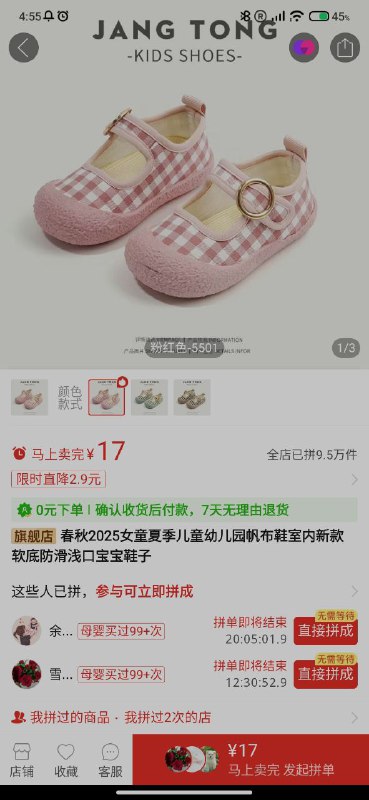 4:55
45%
JANG TONG
-KIDS SHOES-
粉红色-5501
1/3
颜色
款式
马上卖完¥17
全店已拼9.5万件
限时直降2.9元
0元下单 | 确认收货后付款，7天无理由退货
旗舰店 春秋2025女童夏季儿童幼儿园帆布鞋室内新款
软底防滑浅口宝宝鞋子
这些人已拼，参与可立即拼成
余... 母婴买过99+次
拼单即将结束
20:05:01.9
无需等待
直接拼成
雪... 母婴买过99+次
拼单即将结束
12:30:52.9
无需等待
直接拼成
我拼过的商品 · 我拼过2次的店
店铺
收藏
客服
¥17
马上卖完 发起拼单